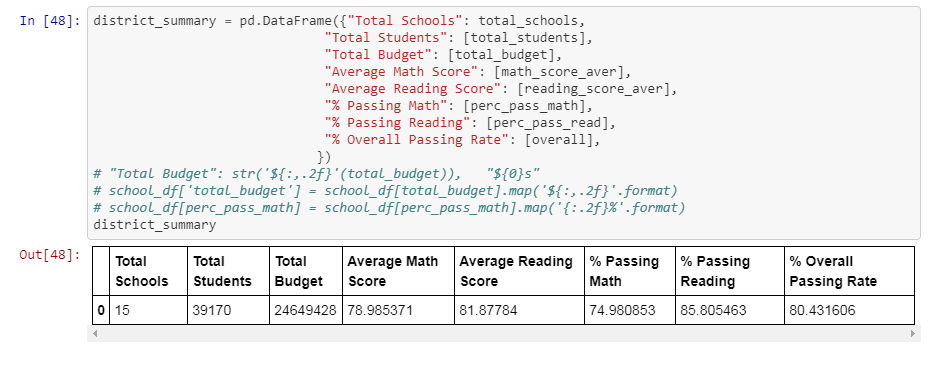 In [48]: district_summary = pd.DataFrame({"Total Schools": total_schools,
"Total Students": [total_students],
"Total Budget": [total_budget],
"Average Math Score": [math_score_aver],
"Average Reading Score": [reading_score_aver],
"% Passing Math": [perc_pass_math],
"% Passing Reading": [perc_pass_read],
"% Overall Passing Rate": [overall],
})
# "Total Budget": str('${:,.2f}'(total_budget)),   "${0}s"
# school_df['total_budget'] = school_df[total_budget].map('${:,.2f}'.format)
# school_df[perc_pass_math] = school_df[perc_pass_math].map('{:.2f}%'.format)
district_summary
Out[48]:
Total Schools Total Students Total Budget Average Math Score Average Reading Score % Passing Math % Passing Reading % Overall Passing Rate
0 15 39170 24649428 78.985371 81.87784 74.980853 85.805463 80.431606